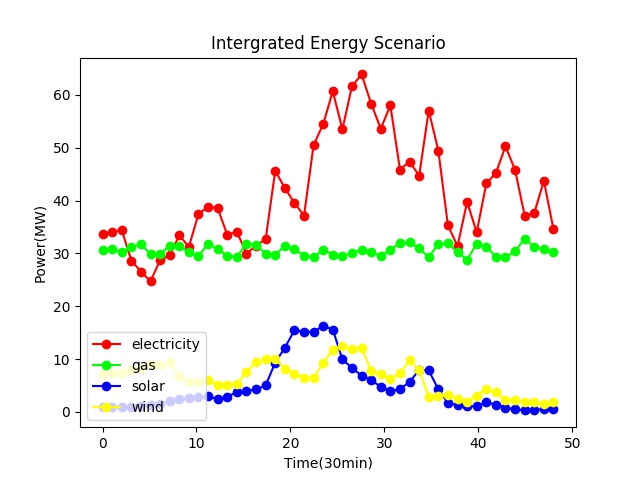 Intergrated Energy Scenario
Power(MW)
60
50
40
30
20
10
0
electricity
gas
solar
wind
0 10 20 30 40 50
Time(30min)